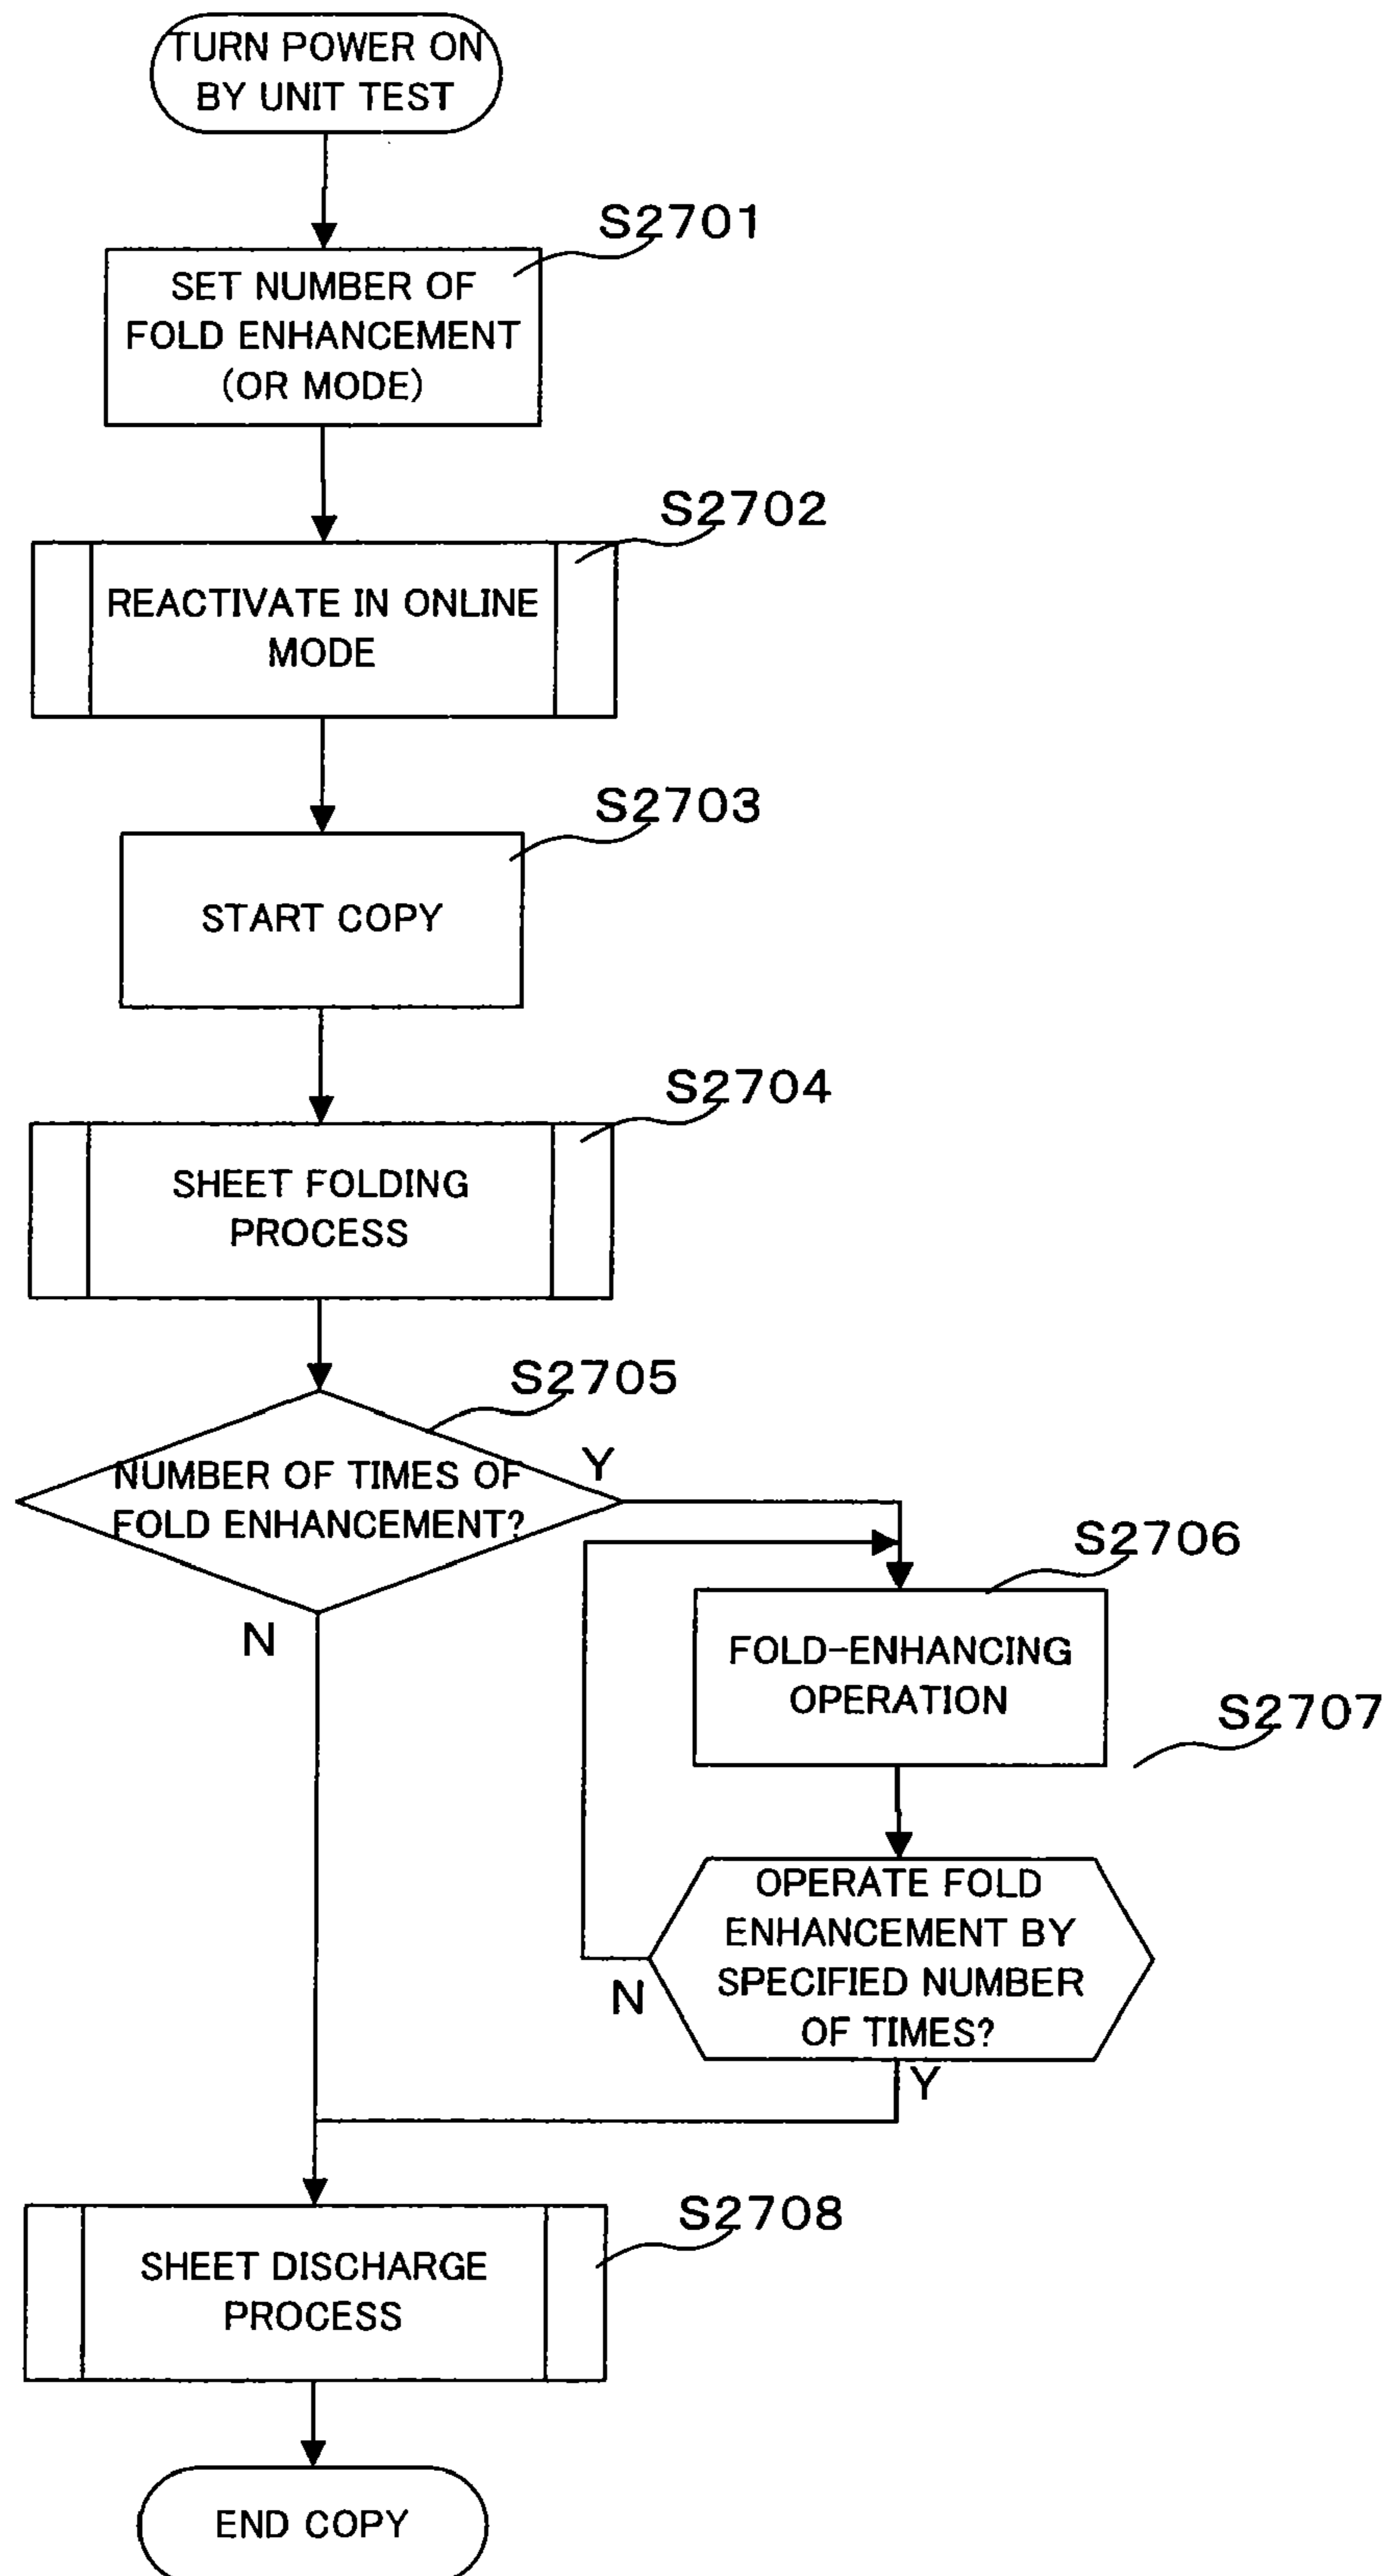 TURN POWER ON
BY UNIT TEST
S2701
SET NUMBER OF
FOLD ENHANCEMENT
(OR MODE)
S2702
REACTIVATE IN ONLINE
MODE
S2703
START COPY
S2704
SHEET FOLDING
PROCESS
S2705
NUMBER OF TIMES OF
FOLD ENHANCEMENT?
Y
N
S2706
FOLD-ENHANCING
OPERATION
S2707
OPERATE FOLD
ENHANCEMENT BY
SPECIFIED NUMBER
OF TIMES?
N
Y
S2708
SHEET DISCHARGE
PROCESS
END COPY